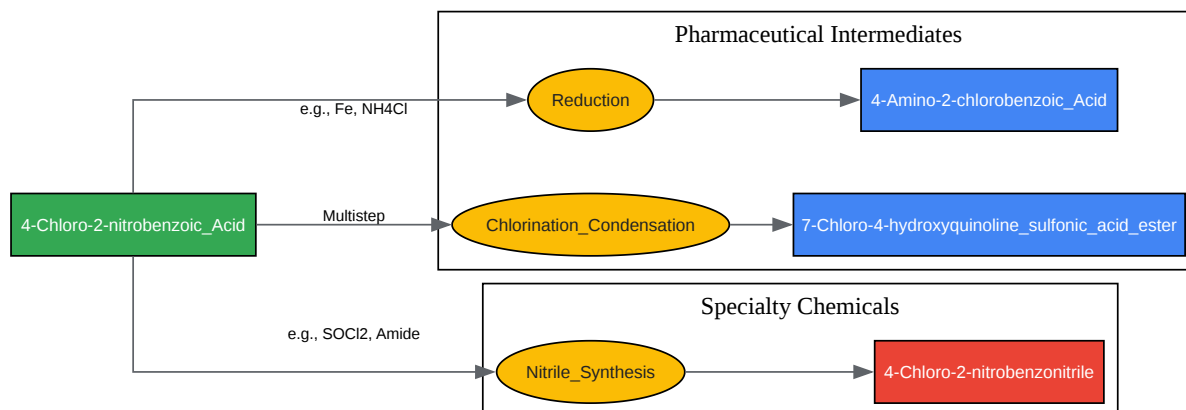 Pharmaceutical Intermediates
e.g., Fe, NH4Cl
Reduction
4-Amino-2-chlorobenzoic_Acid
4-Chloro-2-nitrobenzoic_Acid
Multistep
Chlorination_Condensation
7-Chloro-4-hydroxyquinoline_sulfonic_acid_ester
Specialty Chemicals
e.g., SOCl2, Amide
Nitrile_Synthesis
4-Chloro-2-nitrobenzonitrile